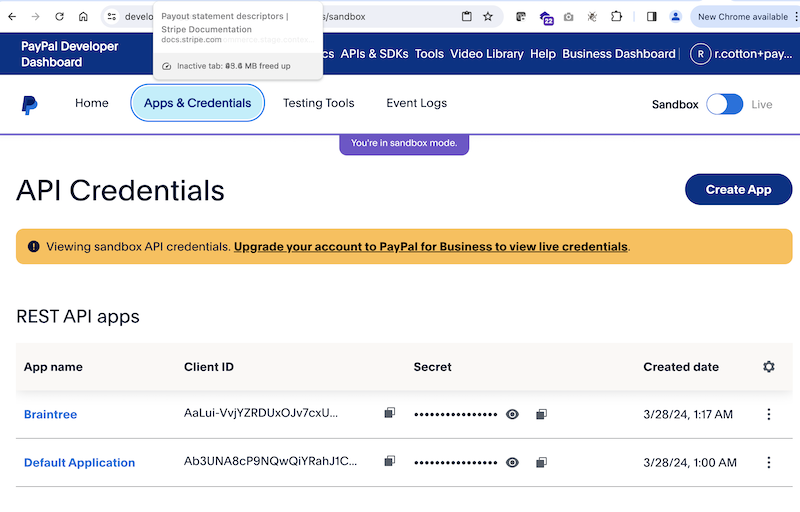 develo
s/sandbox
22
New Chrome available
Payout statement descriptors |
Stripe Documentation
docs.stripe.com
Inactive tab: MB freed up
PayPal Developer
Dashboard
cs
APIs & SDKs
Tools
Video Library
Help
Business Dashboard
R
r.cotton+pay...
Home
Apps & Credentials
Testing Tools
Event Logs
Sandbox
Live
You're in sandbox mode.
API Credentials
Create App
Viewing sandbox API credentials. Upgrade your account to PayPal for Business to view live credentials.
REST API apps
App name
Client ID
Secret
Created date
Braintree
AaLui-VvjYZRDUxOJv7cxU...
••••••••••••••••
3/28/24, 1:17 AM
Default Application
Ab3UNA8cP9NQwQiYRahJ1C...
••••••••••••••••
3/28/24, 1:00 AM